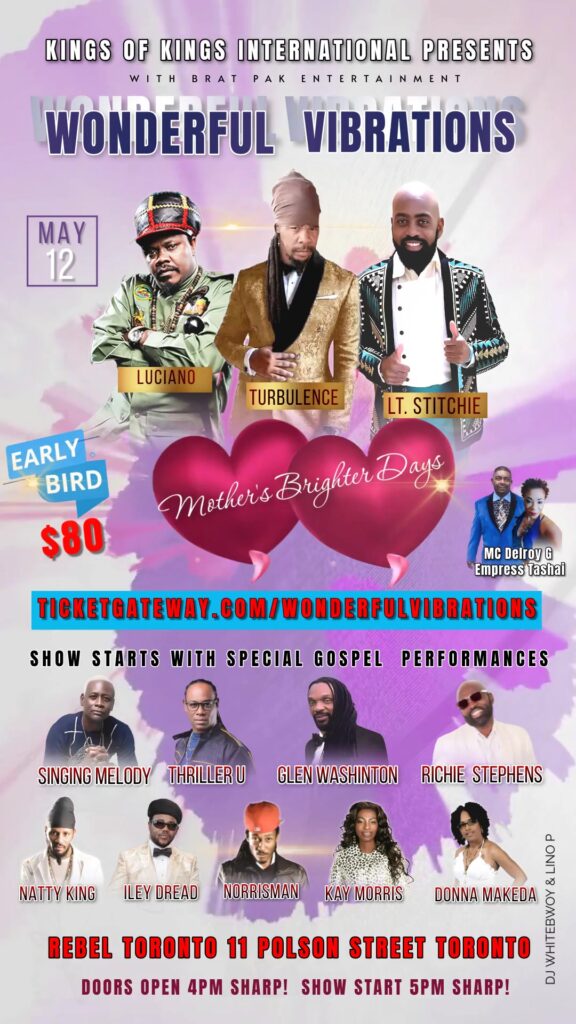 KINGS OF KINGS INTERNATIONAL PRESENTS
WITH BRAT PAK ENTERTAINMENT
WONDERFUL VIBRATIONS
MAY
12
LUCIANO
TURBULENCE
LT. STITCHIE
EARLY
BIRD
$80
Mother's Brighter Days
MC Delroy G
Empress Tashai
TICKETGATEWAY.COM/WONDERFULVIBRATIONS
SHOW STARTS WITH SPECIAL GOSPEL PERFORMANCES
SINGING MELODY
THRILLER U
GLEN WASHINTON
RICHIE STEPHENS
NATTY KING
ILEY DREAD
NORRISMAN
KAY MORRIS
DONNA MAKEDA
DJ WHITEBWOY & LINO P
REBEL TORONTO 11 POLSON STREET TORONTO
DOORS OPEN 4PM SHARP! SHOW START 5PM SHARP!